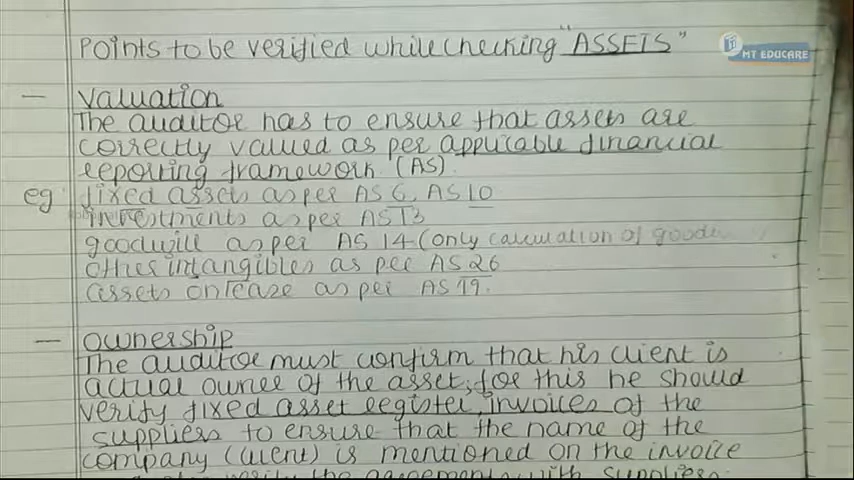 Points to be verified while checking "ASSETS"
MT EDUCARE
— Valuation
The auditor has to ensure that assets are
correctly valued as per applicable financial
reporting framework (AS).
eg fixed assets as per AS 6, AS 10
investments as per AS 13
goodwill as per AS 14 (only calculation of
other intangibles as per AS 26
assets on lease as per AS 19.
— Ownership
The auditor must confirm that his client is
actual owner of the asset, for this he should
verify fixed asset register, invoices of the
suppliers to ensure that the name of the
company (client) is mentioned on the invoice
verify the agreements with suppliers.